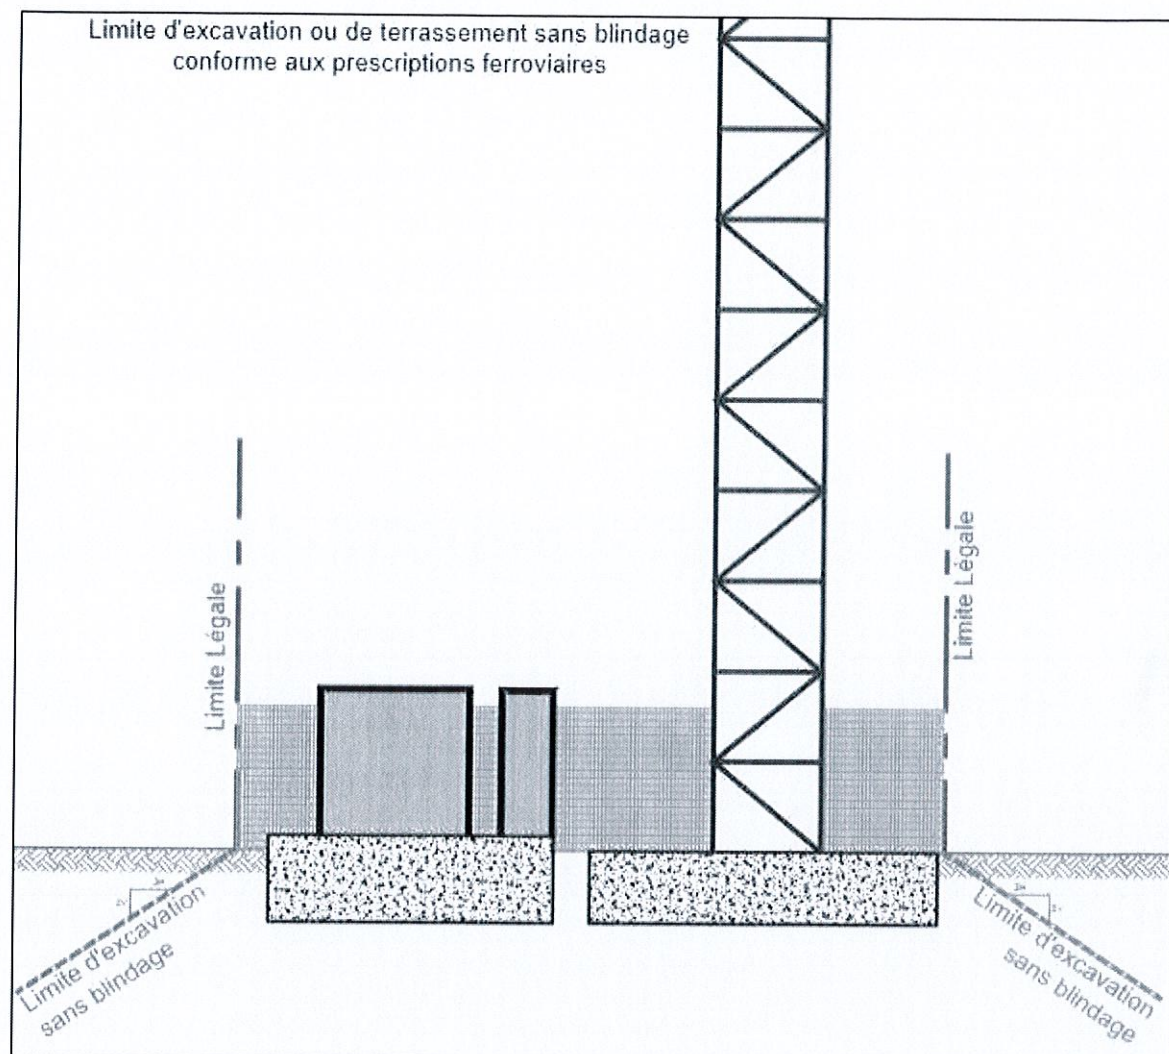 Limite d'excavation ou de terrassement sans blindage
conforme aux prescriptions ferroviaires
Limite Légale
Limite Légale
Limite d'excavation
sans blindage
Limite d'excavation
sans blindage